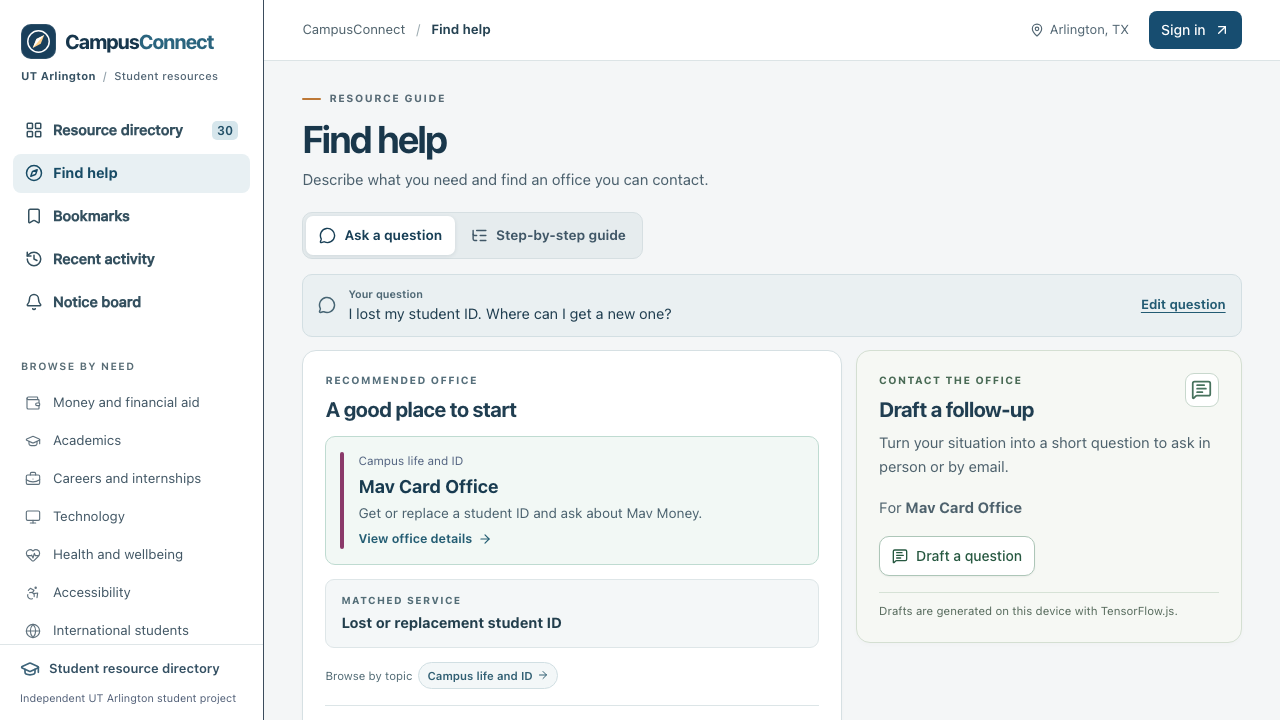 CampusConnect
UT Arlington / Student resources
Resource directory 30
Find help
Bookmarks
Recent activity
Notice board
BROWSE BY NEED
Money and financial aid
Academics
Careers and internships
Technology
Health and wellbeing
Accessibility
International students
Student resource directory
Independent UT Arlington student project
CampusConnect / Find help
Arlington, TX
Sign in
RESOURCE GUIDE
Find help
Describe what you need and find an office you can contact.
Ask a question
Step-by-step guide
Your question
I lost my student ID. Where can I get a new one?
Edit question
RECOMMENDED OFFICE
A good place to start
Campus life and ID
Mav Card Office
Get or replace a student ID and ask about Mav Money.
View office details
MATCHED SERVICE
Lost or replacement student ID
Browse by topic Campus life and ID
CONTACT THE OFFICE
Draft a follow-up
Turn your situation into a short question to ask in
person or by email.
For Mav Card Office
Draft a question
Drafts are generated on this device with TensorFlow.js.